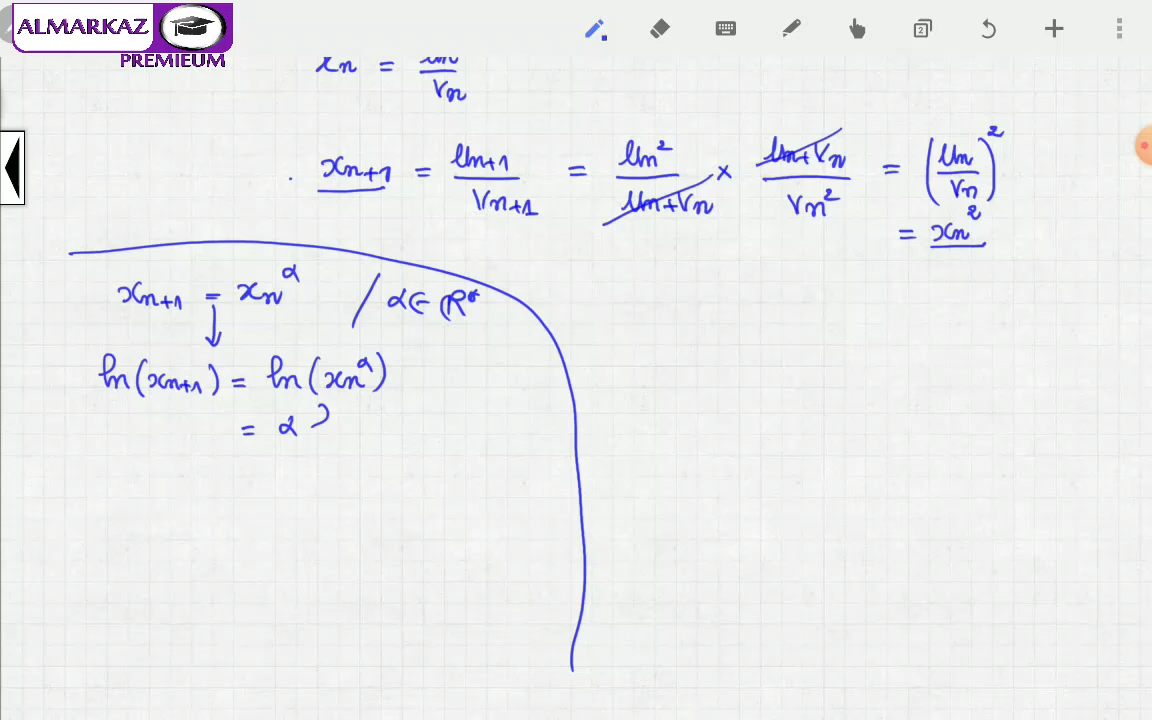 ALMARKAZ
PREMIEUM
2
xn = un/Vn
xn+1 = un+1/Vn+1 = un²/un+Vn × un+Vn/Vn² = (un/Vn)²
= xn²
xn+1 = xn^α / α ∈ ℝ*
ln(xn+1) = ln(xn^α)
= α